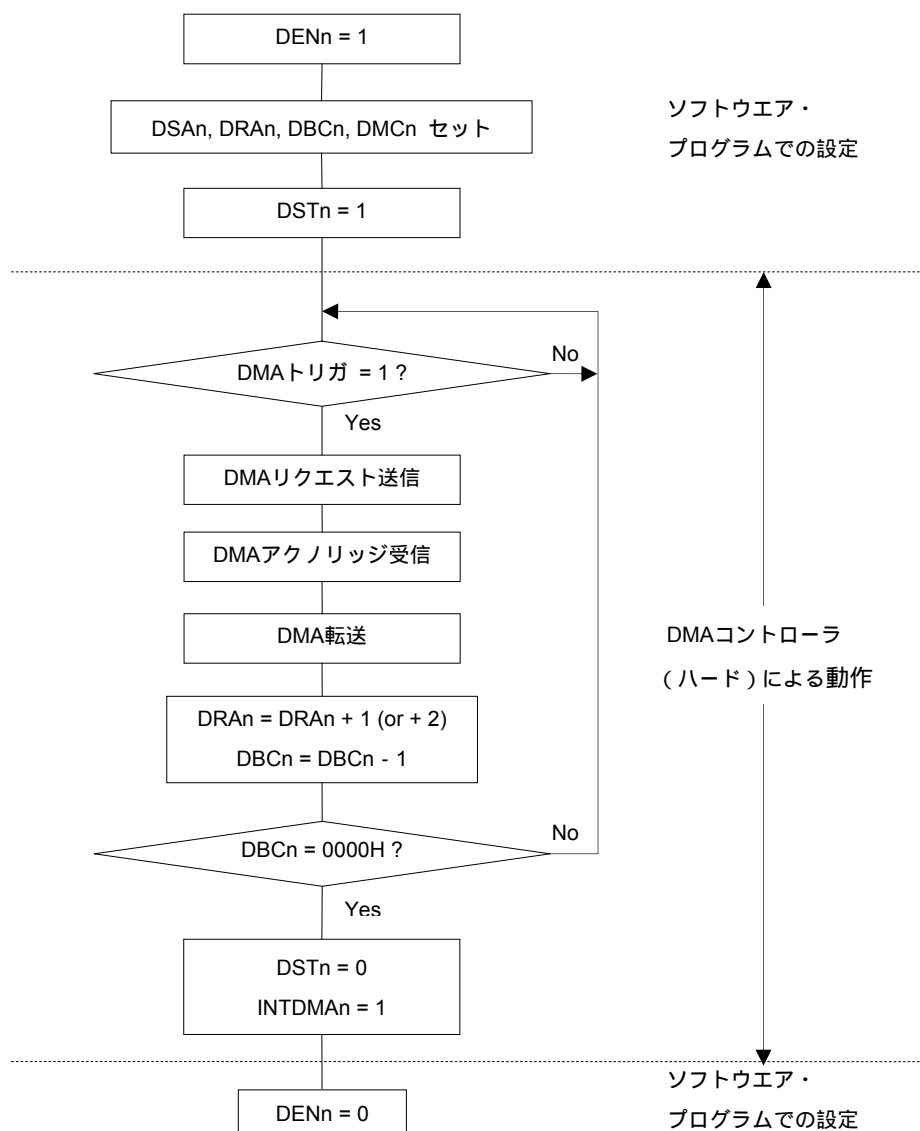 DENn = 1
DSAn, DRAn, DBCn, DMCn セット
ソフトウエア・
プログラムでの設定
DSTn = 1
DMAトリガ = 1 ?
No
Yes
DMAリクエスト送信
DMAアクノリッジ受信
DMA転送
DMAコントローラ
(ハード)による動作
DRAn = DRAn + 1 (or + 2)
DBCn = DBCn - 1
DBCn = 0000H ?
No
Yes
DSTn = 0
INTDMAn = 1
DENn = 0
ソフトウエア・
プログラムでの設定